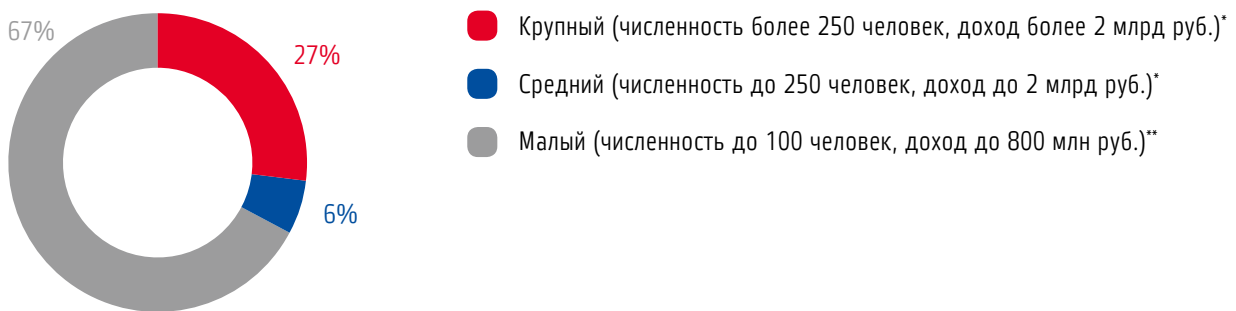 67%
27%
6%
Крупный (численность более 250 человек, доход более 2 млрд руб.)*
Средний (численность до 250 человек, доход до 2 млрд руб.)*
Малый (численность до 100 человек, доход до 800 млн руб.)**